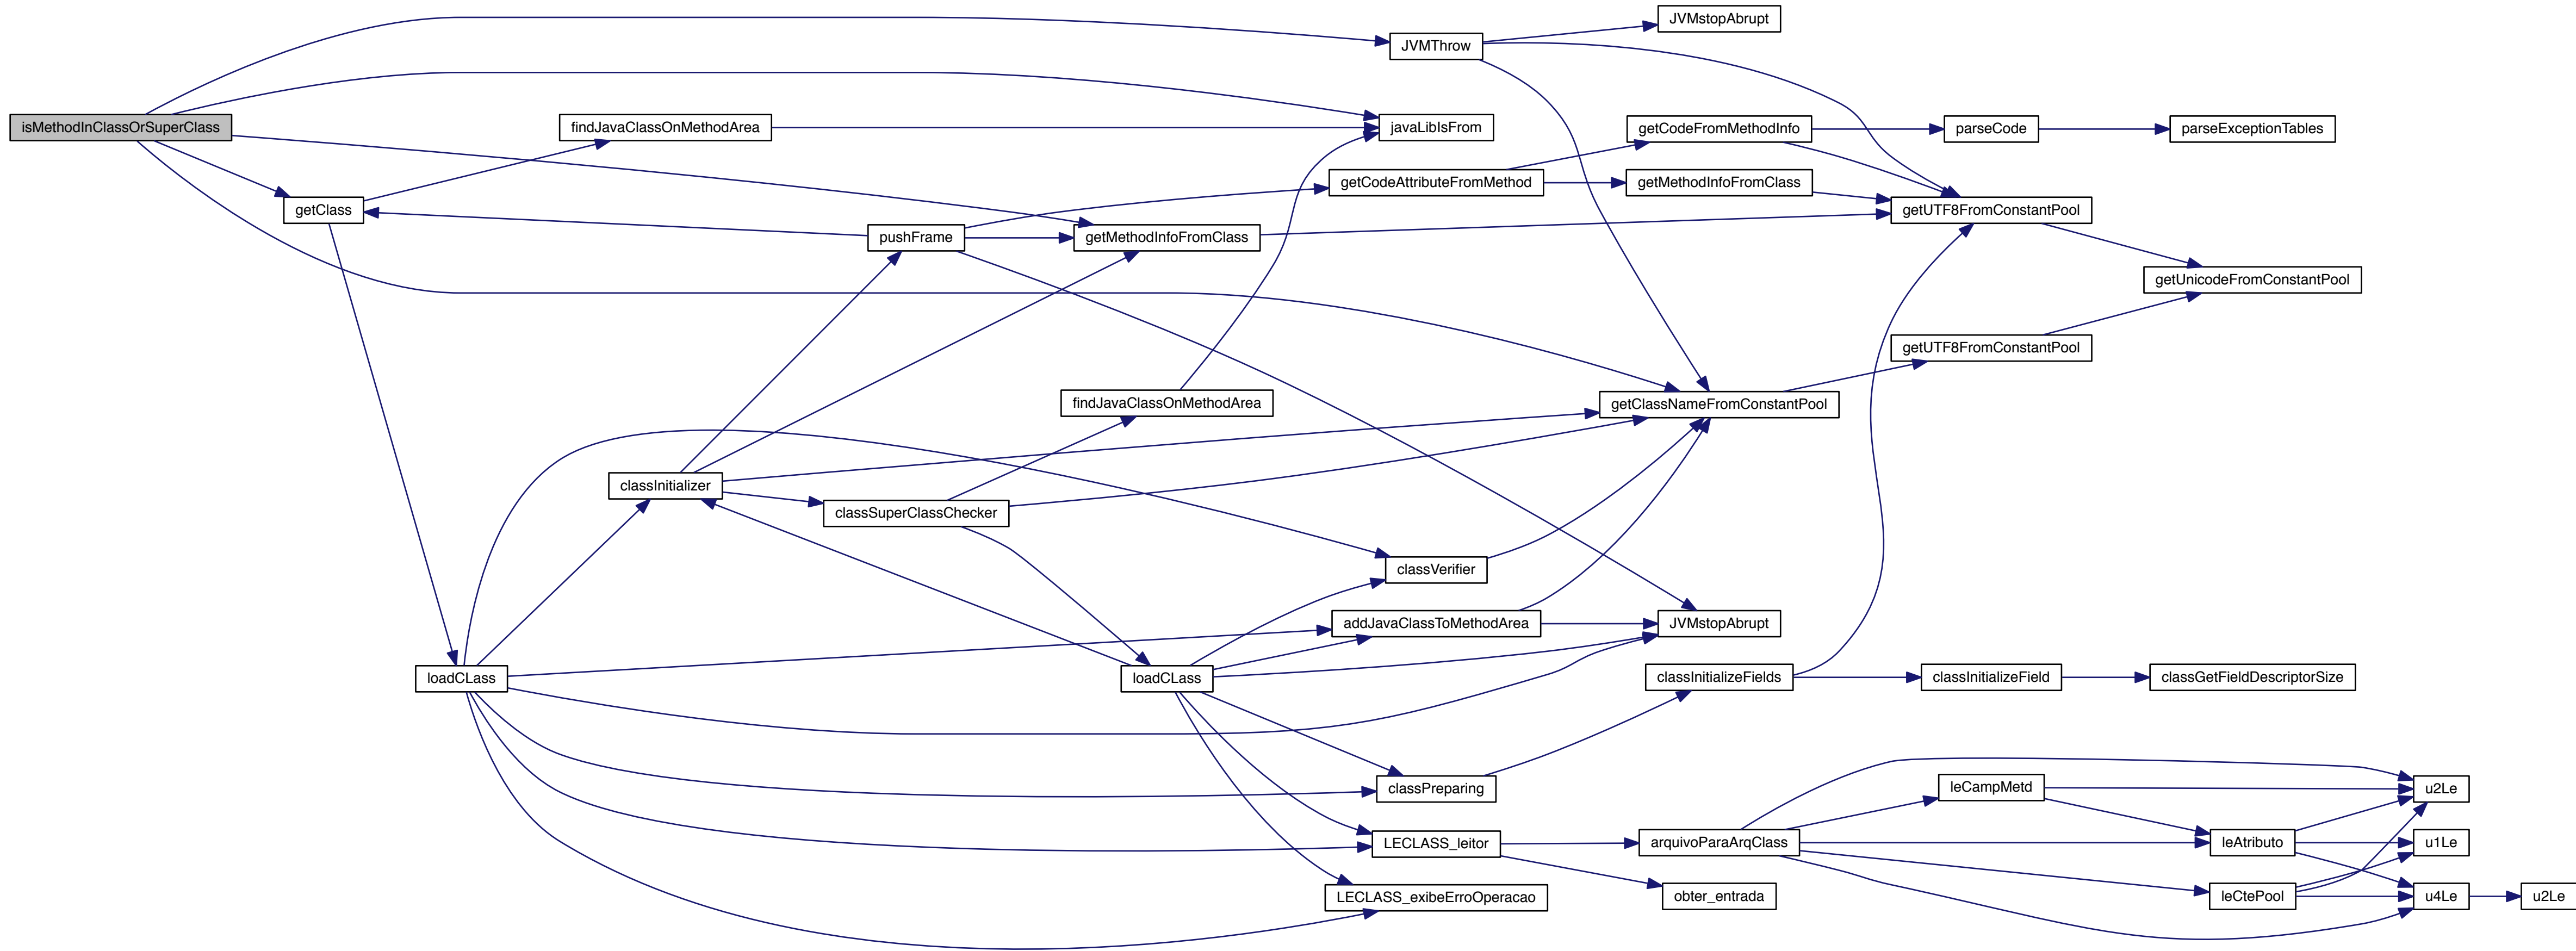 JVMstopAbrupt
JVMThrow
isMethodInClassOrSuperClass
findJavaClassOnMethodArea
javaLibIsFrom
getCodeFromMethodInfo
parseCode
parseExceptionTables
getCodeAttributeFromMethod
getMethodInfoFromClass
getClass
getUTF8FromConstantPool
pushFrame
getMethodInfoFromClass
getUnicodeFromConstantPool
getUTF8FromConstantPool
findJavaClassOnMethodArea
getClassNameFromConstantPool
classInitializer
classSuperClassChecker
classVerifier
addJavaClassToMethodArea
JVMstopAbrupt
loadCLass
loadCLass
classInitializeFields
classInitializeField
classGetFieldDescriptorSize
classPreparing
leCampMetd
u2Le
LECLASS_leitor
arquivoParaArqClass
leAtributo
u1Le
LECLASS_exibeErroOperacao
obter_entrada
leCtePool
u4Le
u2Le